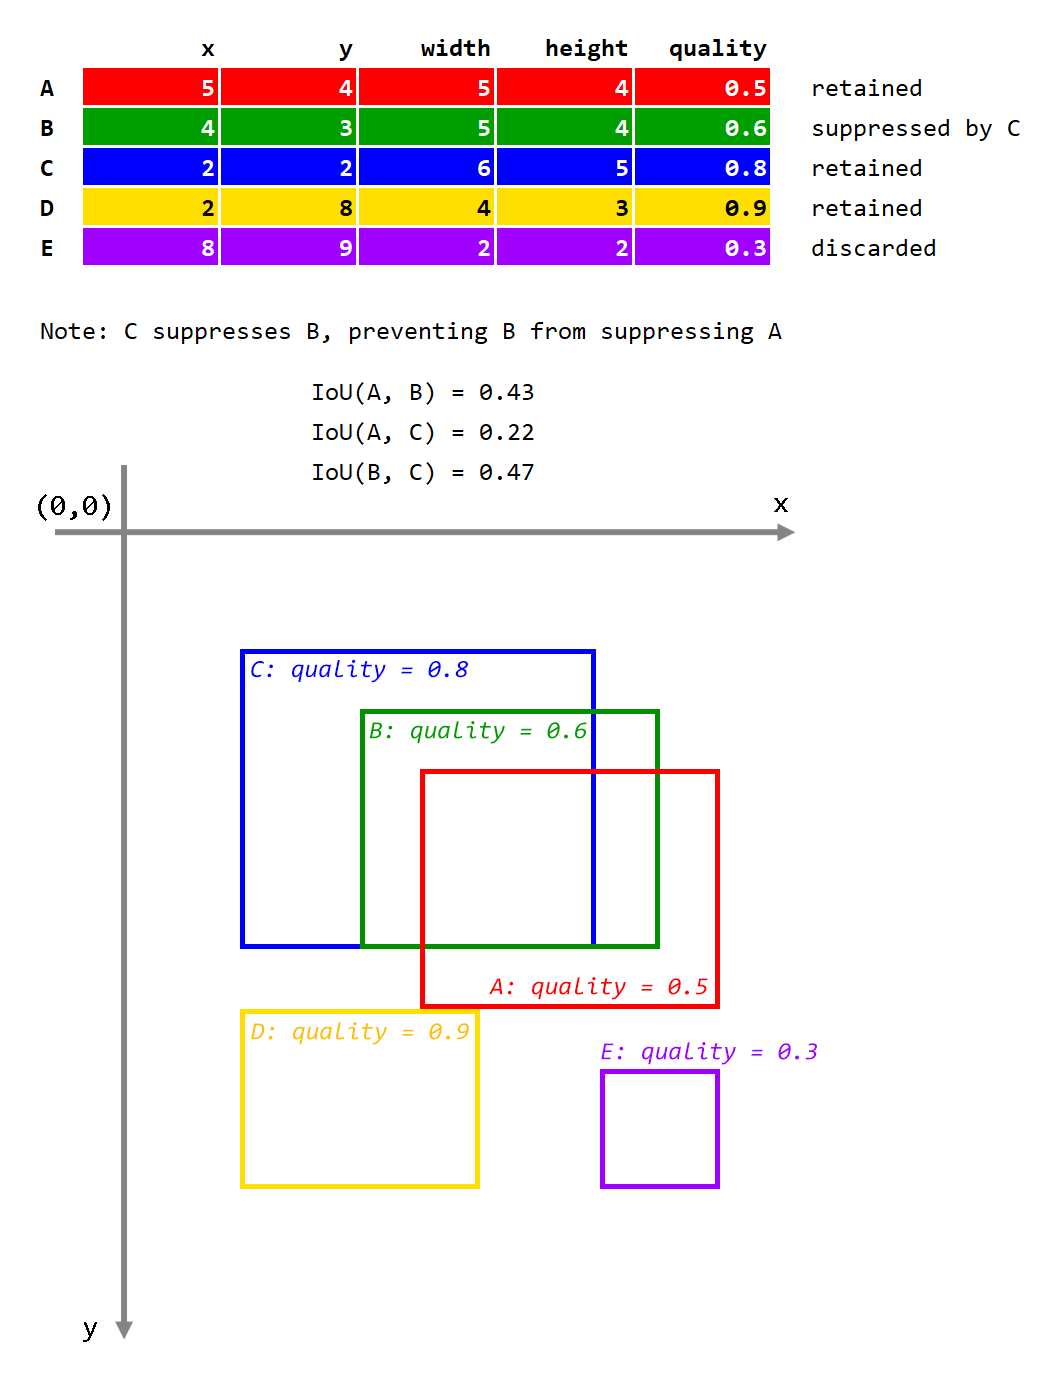 x y width height quality
A 5 4 5 4 0.5 retained
B 4 3 5 4 0.6 suppressed by C
C 2 2 6 5 0.8 retained
D 2 8 4 3 0.9 retained
E 8 9 2 2 0.3 discarded
Note: C suppresses B, preventing B from suppressing A
IoU(A, B) = 0.43
IoU(A, C) = 0.22
IoU(B, C) = 0.47
(0,0)
x
C: quality = 0.8
B: quality = 0.6
A: quality = 0.5
D: quality = 0.9
E: quality = 0.3
y